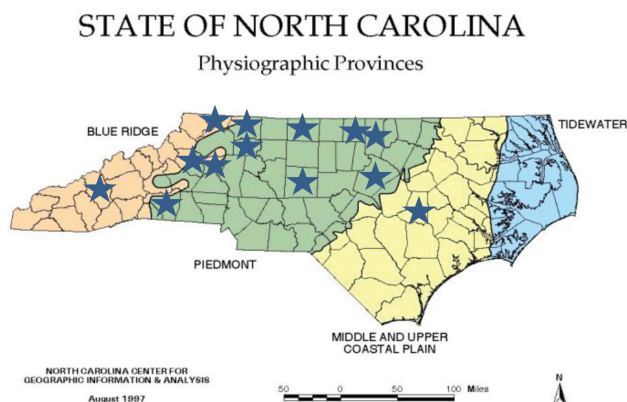 STATE OF NORTH CAROLINA
Physiographic Provinces
BLUE RIDGE
TIDEWATER
PIEDMONT
MIDDLE AND UPPER
COASTAL PLAIN
NORTH CAROLINA CENTER FOR
GEOGRAPHIC INFORMATION & ANALYSIS
August 1997
50 0 50 100 Miles
N